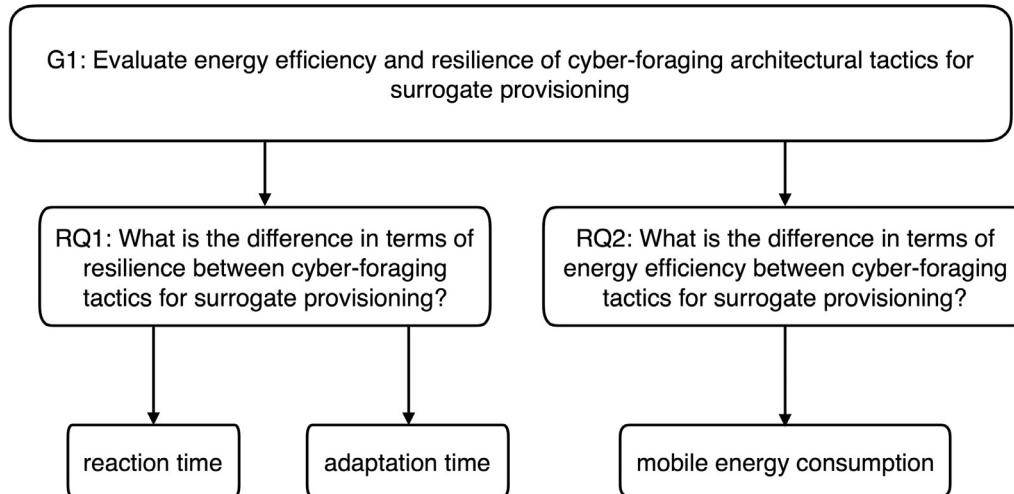 G1: Evaluate energy efficiency and resilience of cyber-foraging architectural tactics for
surrogate provisioning
RQ1: What is the difference in terms of
resilience between cyber-foraging
tactics for surrogate provisioning?
RQ2: What is the difference in terms of
energy efficiency between cyber-foraging
tactics for surrogate provisioning?
reaction time
adaptation time
mobile energy consumption